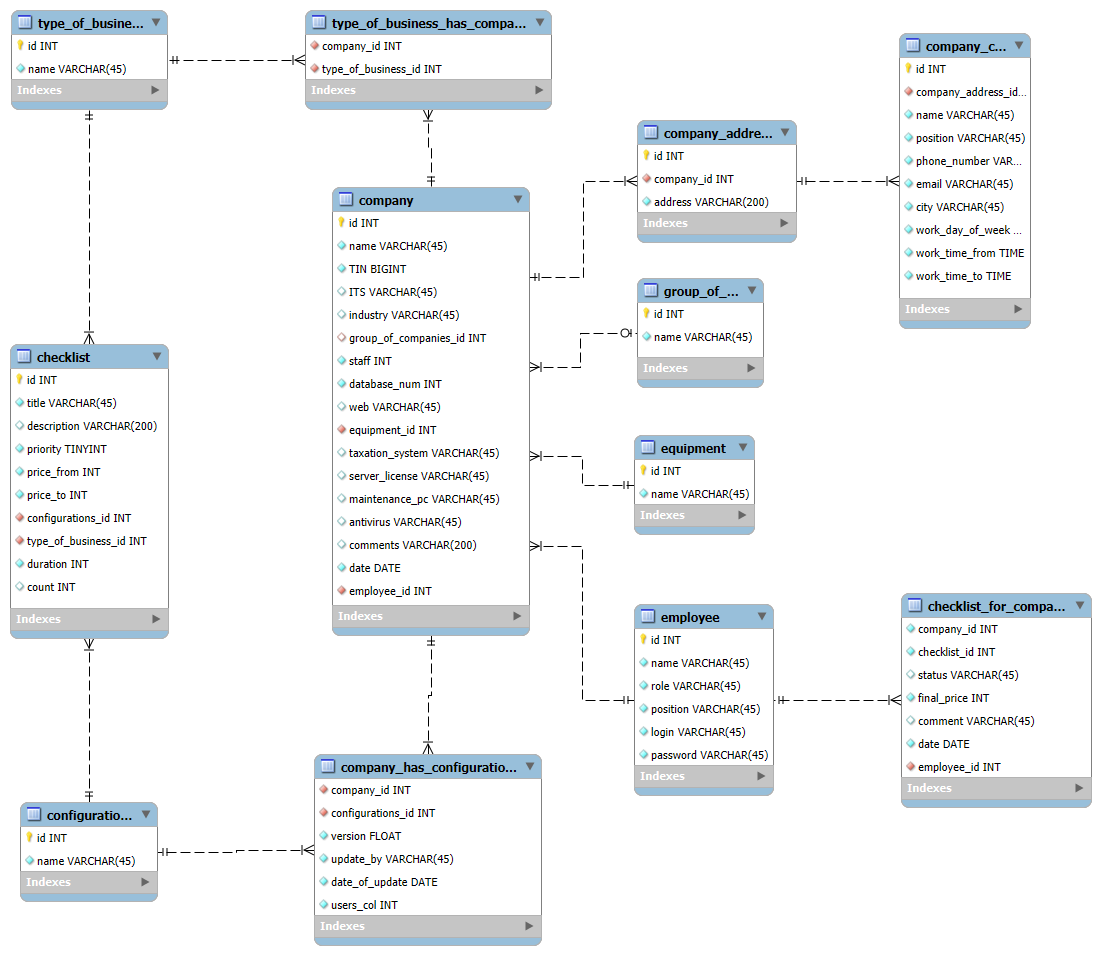 type_of_busine...
id INT
name VARCHAR(45)
Indexes
type_of_business_has_compa...
company_id INT
type_of_business_id INT
Indexes
company_c...
id INT
company_address_id...
name VARCHAR(45)
position VARCHAR(45)
phone_number VAR...
email VARCHAR(45)
city VARCHAR(45)
work_day_of_week ...
work_time_from TIME
work_time_to TIME
Indexes
company_addre...
id INT
company_id INT
address VARCHAR(200)
Indexes
company
id INT
name VARCHAR(45)
TIN BIGINT
ITS VARCHAR(45)
industry VARCHAR(45)
group_of_companies_id INT
staff INT
database_num INT
web VARCHAR(45)
equipment_id INT
taxation_system VARCHAR(45)
server_license VARCHAR(45)
maintenance_pc VARCHAR(45)
antivirus VARCHAR(45)
comments VARCHAR(200)
date DATE
employee_id INT
Indexes
group_of_...
id INT
name VARCHAR(45)
Indexes
checklist
id INT
title VARCHAR(45)
description VARCHAR(200)
priority TINYINT
price_from INT
price_to INT
configurations_id INT
type_of_business_id INT
duration INT
count INT
Indexes
equipment
id INT
name VARCHAR(45)
Indexes
employee
id INT
name VARCHAR(45)
role VARCHAR(45)
position VARCHAR(45)
login VARCHAR(45)
password VARCHAR(45)
Indexes
checklist_for_compa...
company_id INT
checklist_id INT
status VARCHAR(45)
final_price INT
comment VARCHAR(45)
date DATE
employee_id INT
Indexes
company_has_configuratio...
company_id INT
configurations_id INT
version FLOAT
update_by VARCHAR(45)
date_of_update DATE
users_col INT
Indexes
configuratio...
id INT
name VARCHAR(45)
Indexes